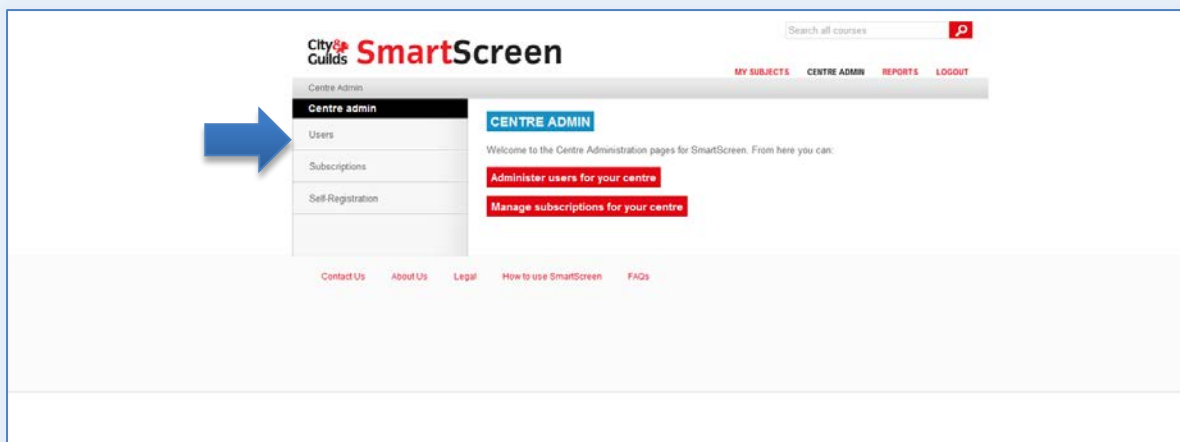 Search all courses
City & Guilds SmartScreen
MY SUBJECTS CENTRE ADMIN REPORTS LOGOUT
Centre Admin
Centre admin
Users
Subscriptions
Self-Registration
CENTRE ADMIN
Welcome to the Centre Administration pages for SmartScreen. From here you can:
Administer users for your centre
Manage subscriptions for your centre
Contact Us About Us Legal How to use SmartScreen FAQs